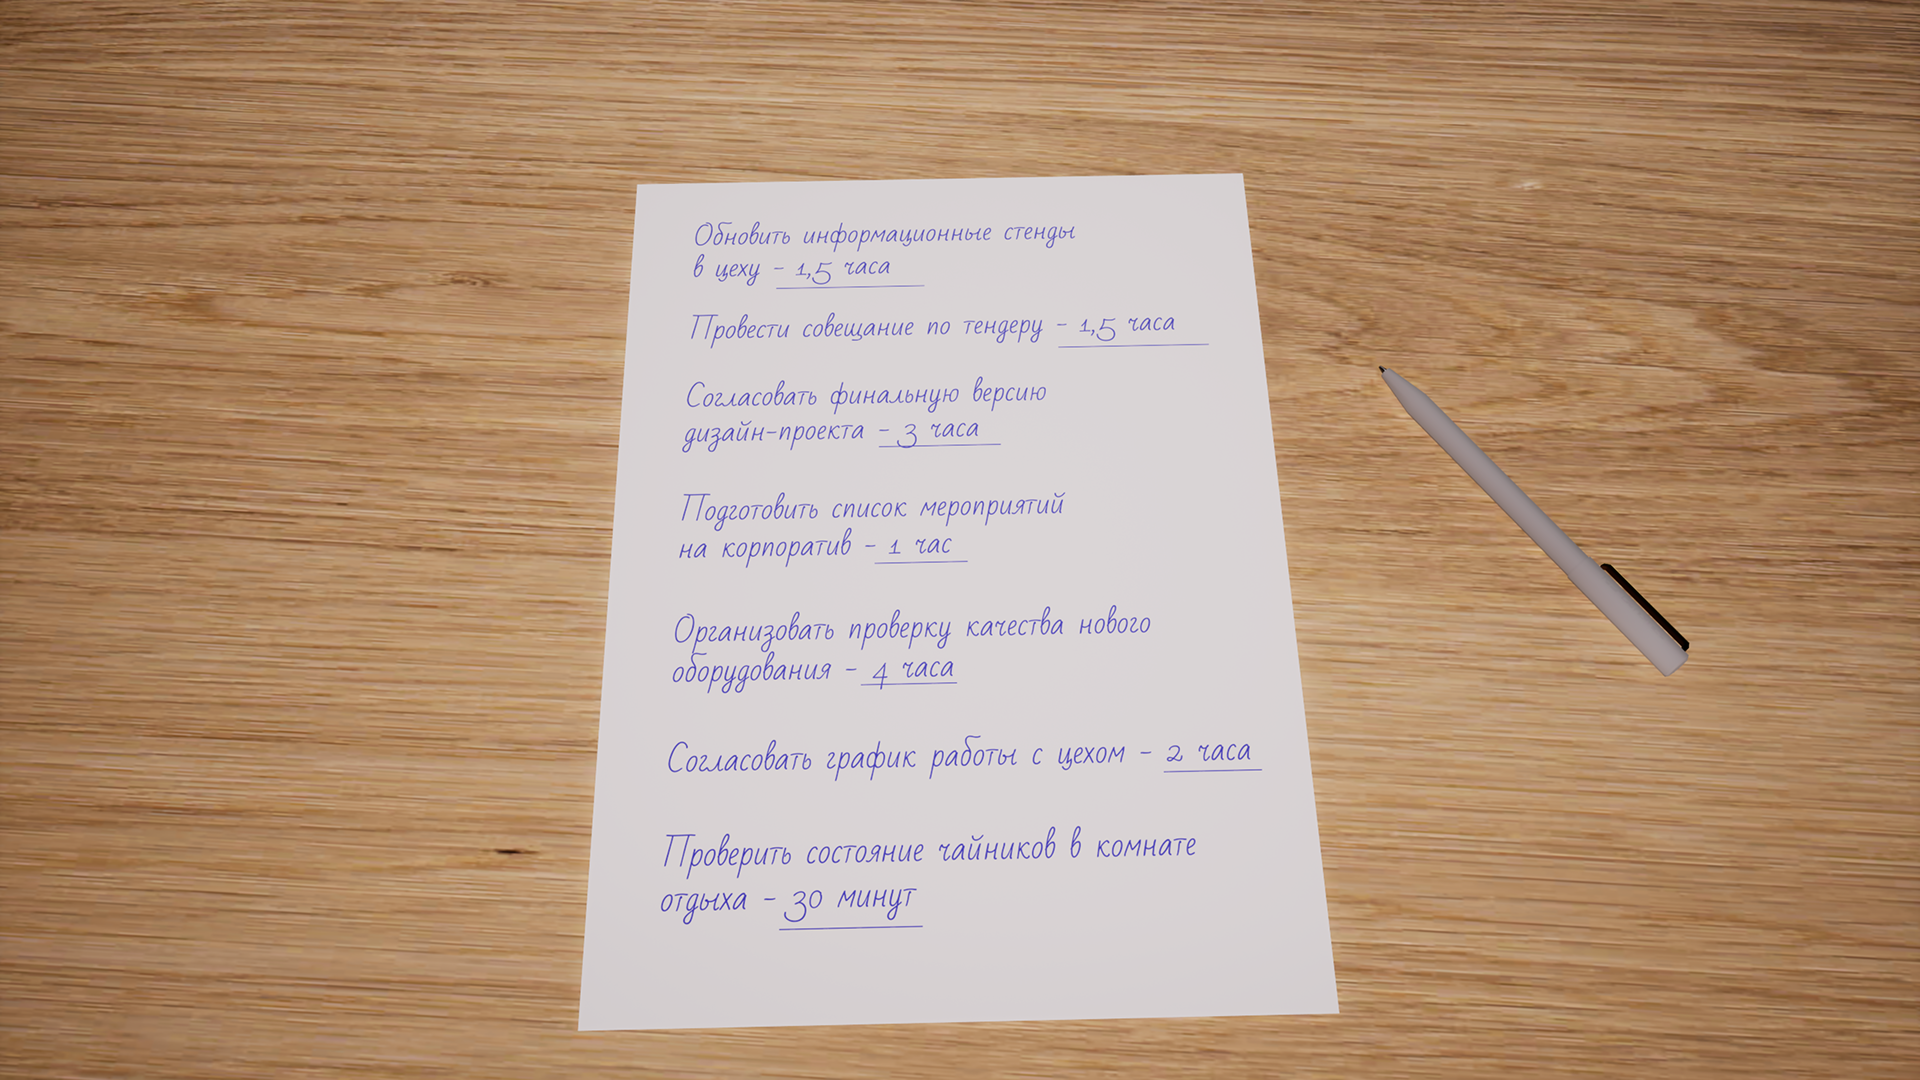 Обновить информационные стенды
в цеху - 1,5 часа
Провести совещание по тендеру - 1,5 часа
Согласовать финальную версию
дизайн-проекта - 3 часа
Подготовить список мероприятий
на корпоратив - 1 час
Организовать проверку качества нового
оборудования - 4 часа
Согласовать график работы с цехом - 2 часа
Проверить состояние чайников в комнате
отдыха - 30 минут